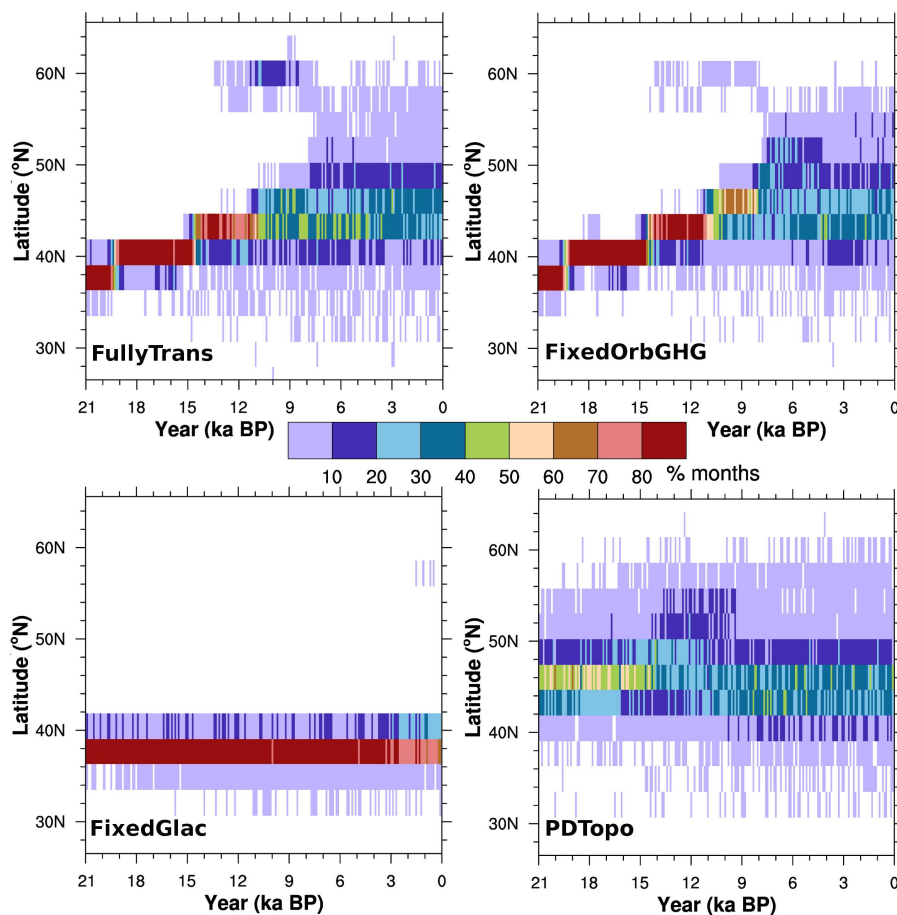 60N
50N
40N
30N
Latitude (°N)
FullyTrans
21 18 15 12 9 6 3 0
Year (ka BP)
60N
50N
40N
30N
Latitude (°N)
FixedOrbGHG
21 18 15 12 9 6 3 0
Year (ka BP)
10 20 30 40 50 60 70 80 % months
60N
50N
40N
30N
Latitude (°N)
FixedGlac
21 18 15 12 9 6 3 0
Year (ka BP)
60N
50N
40N
30N
Latitude (°N)
PDTopo
21 18 15 12 9 6 3 0
Year (ka BP)